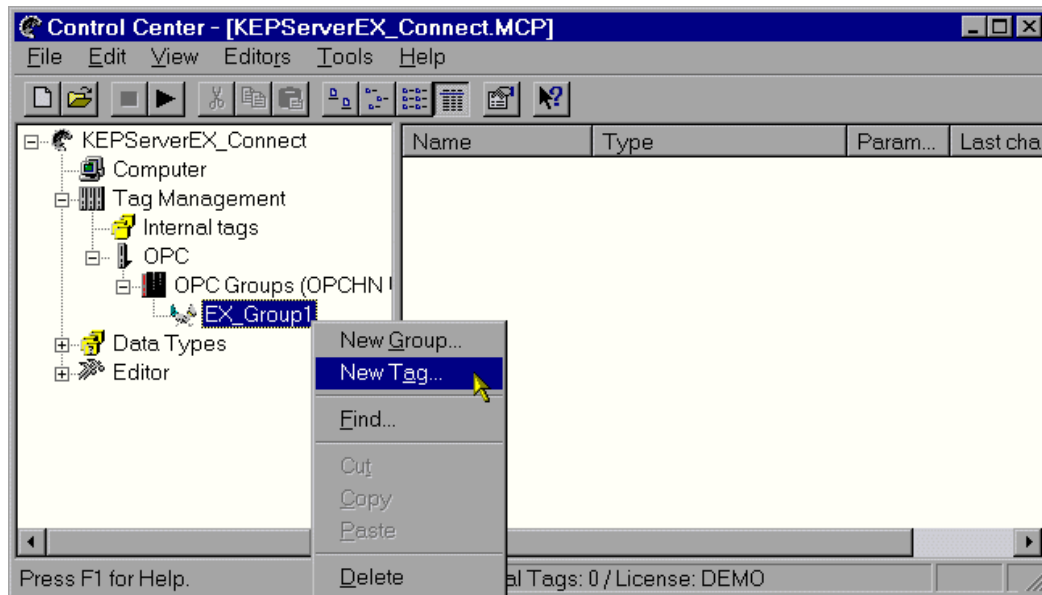 Control Center - [KEPServerEX_Connect.MCP]
File Edit View Editors Tools Help
KEPServerEX_Connect
Computer
Tag Management
Internal tags
OPC
OPC Groups (OPCHN
EX_Group1
Data Types
Editor
Name Type Param... Last cha
New Group...
New Tag...
Find...
Cut
Copy
Paste
Delete
Press F1 for Help.
al Tags: 0 / License: DEMO